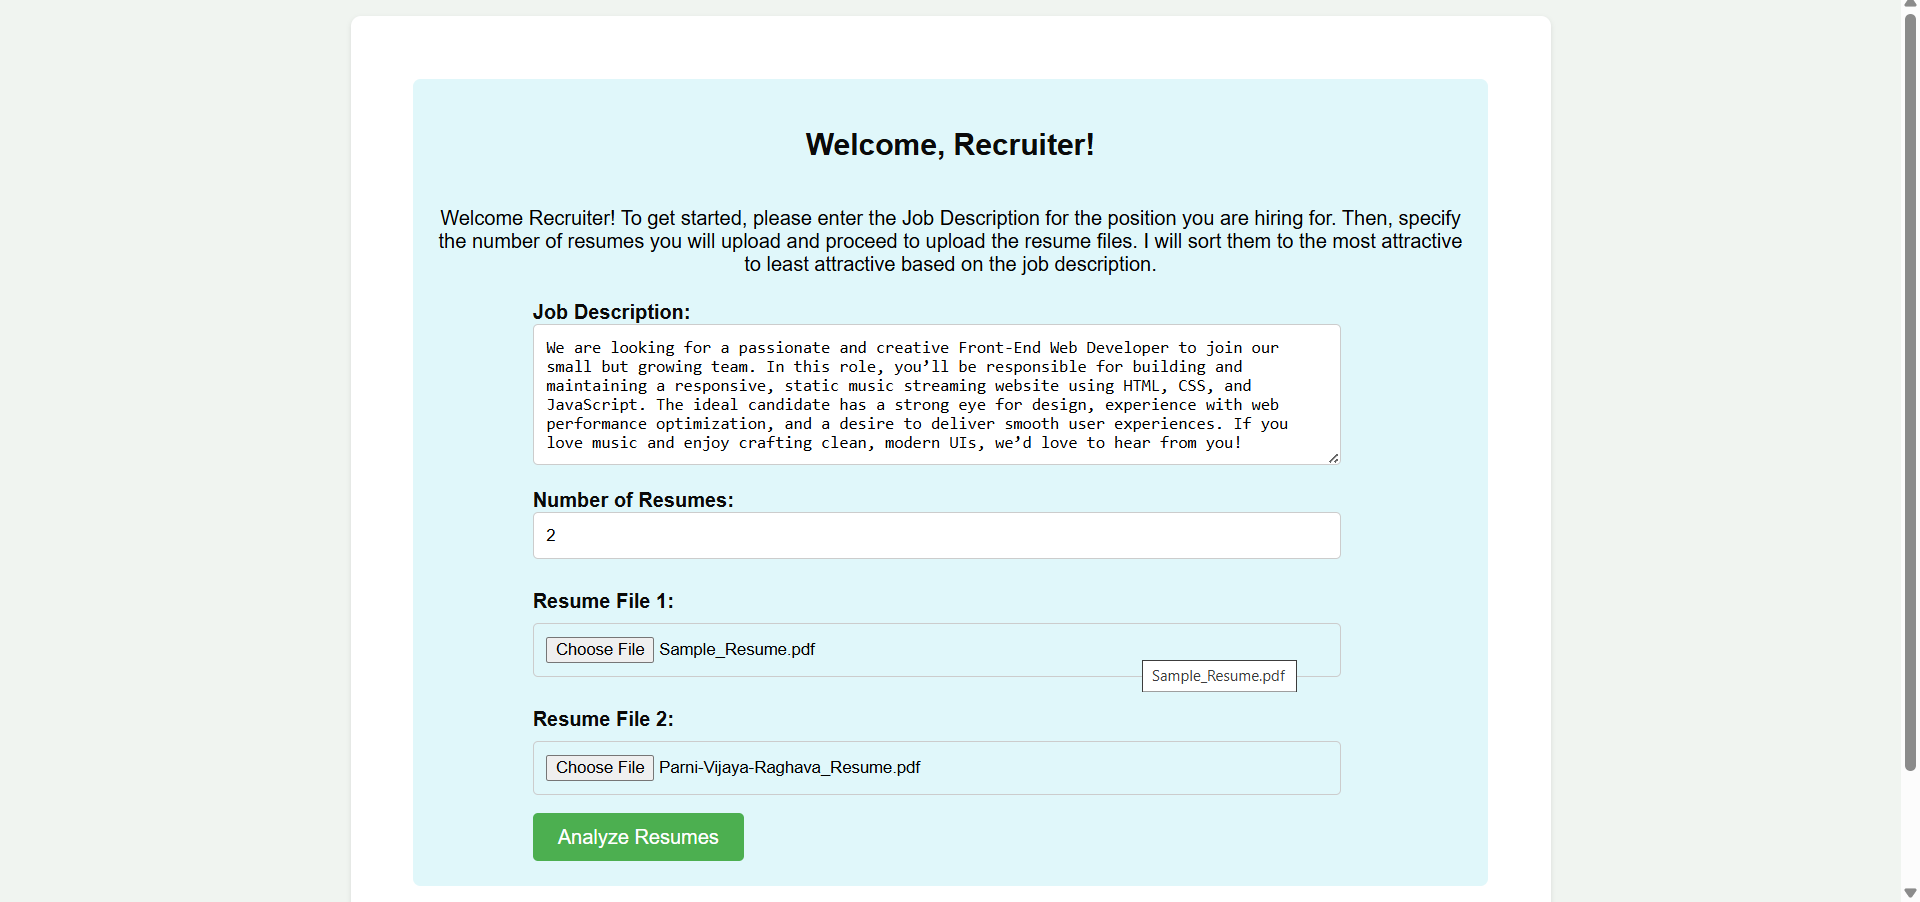 Welcome, Recruiter!
Welcome Recruiter! To get started, please enter the Job Description for the position you are hiring for. Then, specify
the number of resumes you will upload and proceed to upload the resume files. I will sort them to the most attractive
to least attractive based on the job description.
Job Description:
We are looking for a passionate and creative Front-End Web Developer to join our
small but growing team. In this role, you’ll be responsible for building and
maintaining a responsive, static music streaming website using HTML, CSS, and
JavaScript. The ideal candidate has a strong eye for design, experience with web
performance optimization, and a desire to deliver smooth user experiences. If you
love music and enjoy crafting clean, modern UIs, we’d love to hear from you!
Number of Resumes:
2
Resume File 1:
Choose File Sample_Resume.pdf
Sample_Resume.pdf
Resume File 2:
Choose File Parni-Vijaya-Raghava_Resume.pdf
Analyze Resumes